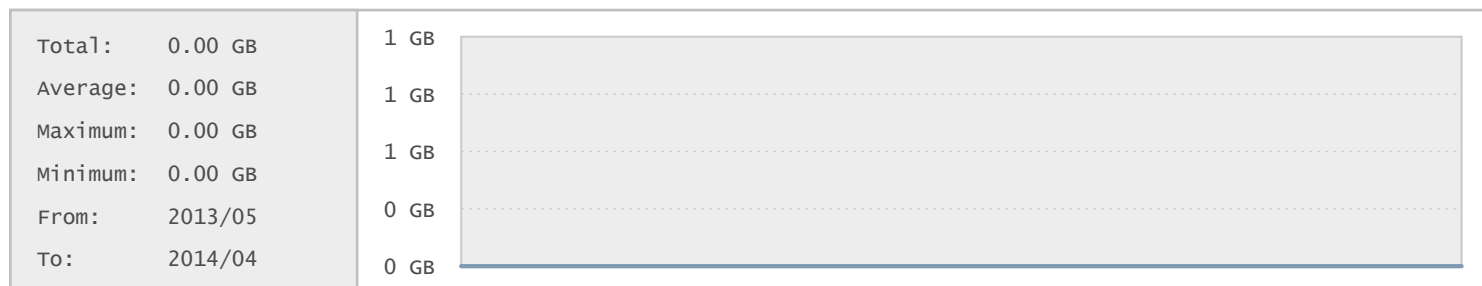 Total: 0.00 GB
Average: 0.00 GB
Maximum: 0.00 GB
Minimum: 0.00 GB
From: 2013/05
To: 2014/04
1 GB
1 GB
1 GB
0 GB
0 GB